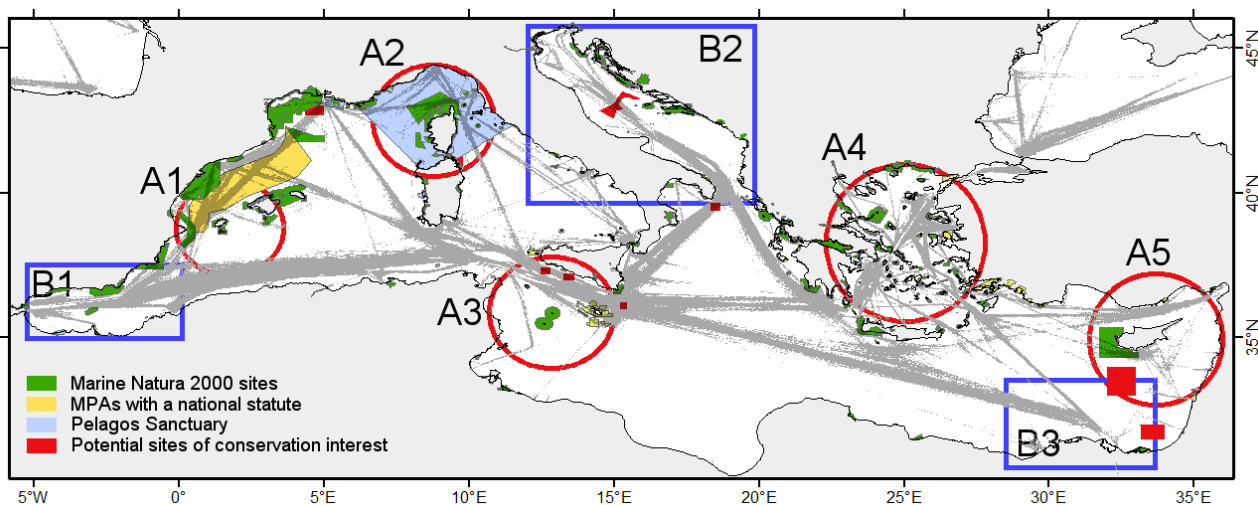 A2
B2
45°N
A4
A1
40°N
A5
B1
A3
35°N
Marine Natura 2000 sites
MPAs with a national statute
Pelagos Sanctuary
Potential sites of conservation interest
B3
5°W
0°
5°E
10°E
15°E
20°E
25°E
30°E
35°E